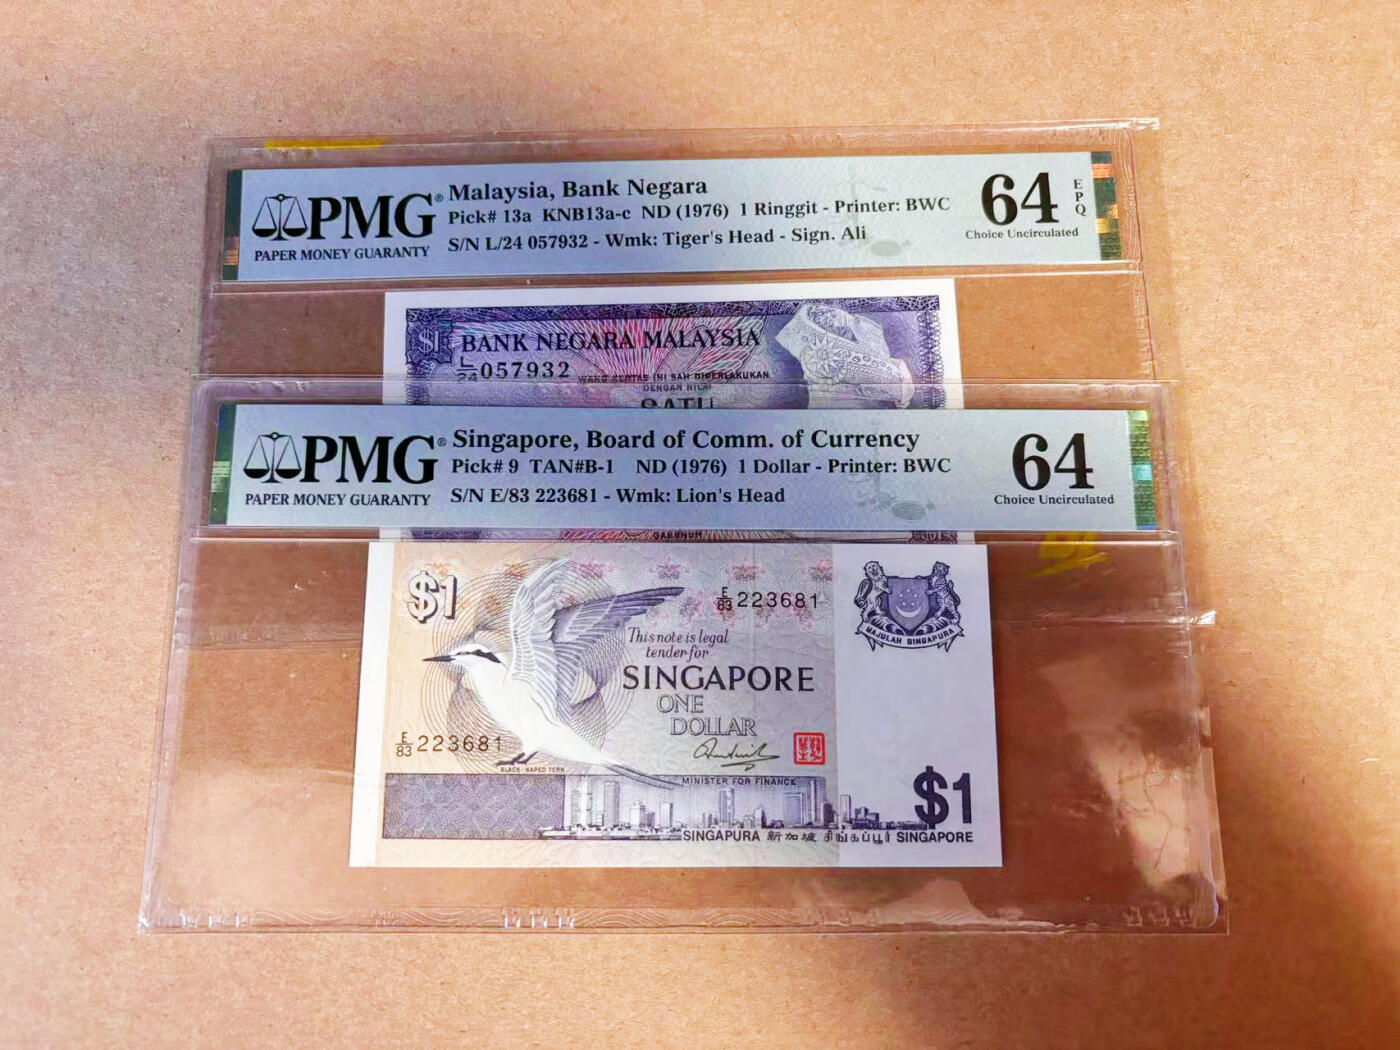 PMG®
PAPER MONEY GUARANTY
Malaysia, Bank Negara
Pick# 13a KNB13a-c ND (1976) 1 Ringgit - Printer: BWC
S/N L/24 057932 - Wmk: Tiger's Head - Sign. Ali
64 EPQ
Choice Uncirculated
$1
BANK NEGARA MALAYSIA
L/24 057932
WANG KERTAS INI SAH DIPERLAKUKAN
DENGAN NILAI
SATU
PMG®
PAPER MONEY GUARANTY
Singapore, Board of Comm. of Currency
Pick# 9 TAN#B-1 ND (1976) 1 Dollar - Printer: BWC
S/N E/83 223681 - Wmk: Lion's Head
64
Choice Uncirculated
GABENUR
$1
E/83 223681
MAJULAH SINGAPURA
This note is legal
tender for
SINGAPORE
ONE
DOLLAR
E/83 223681
BLACK-NAPED TERN
MINISTER FOR FINANCE
$1
SINGAPURA 新加坡 சிங்கப்பூர் SINGAPORE